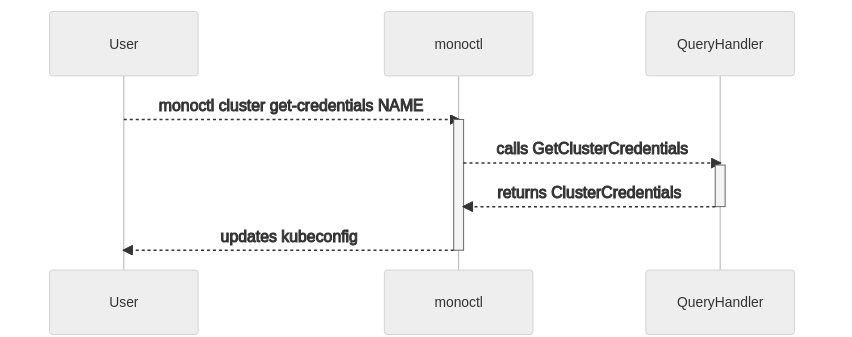 User
monoctl
QueryHandler
monoctl cluster get-credentials NAME
calls GetClusterCredentials
returns ClusterCredentials
updates kubeconfig
User
monoctl
QueryHandler